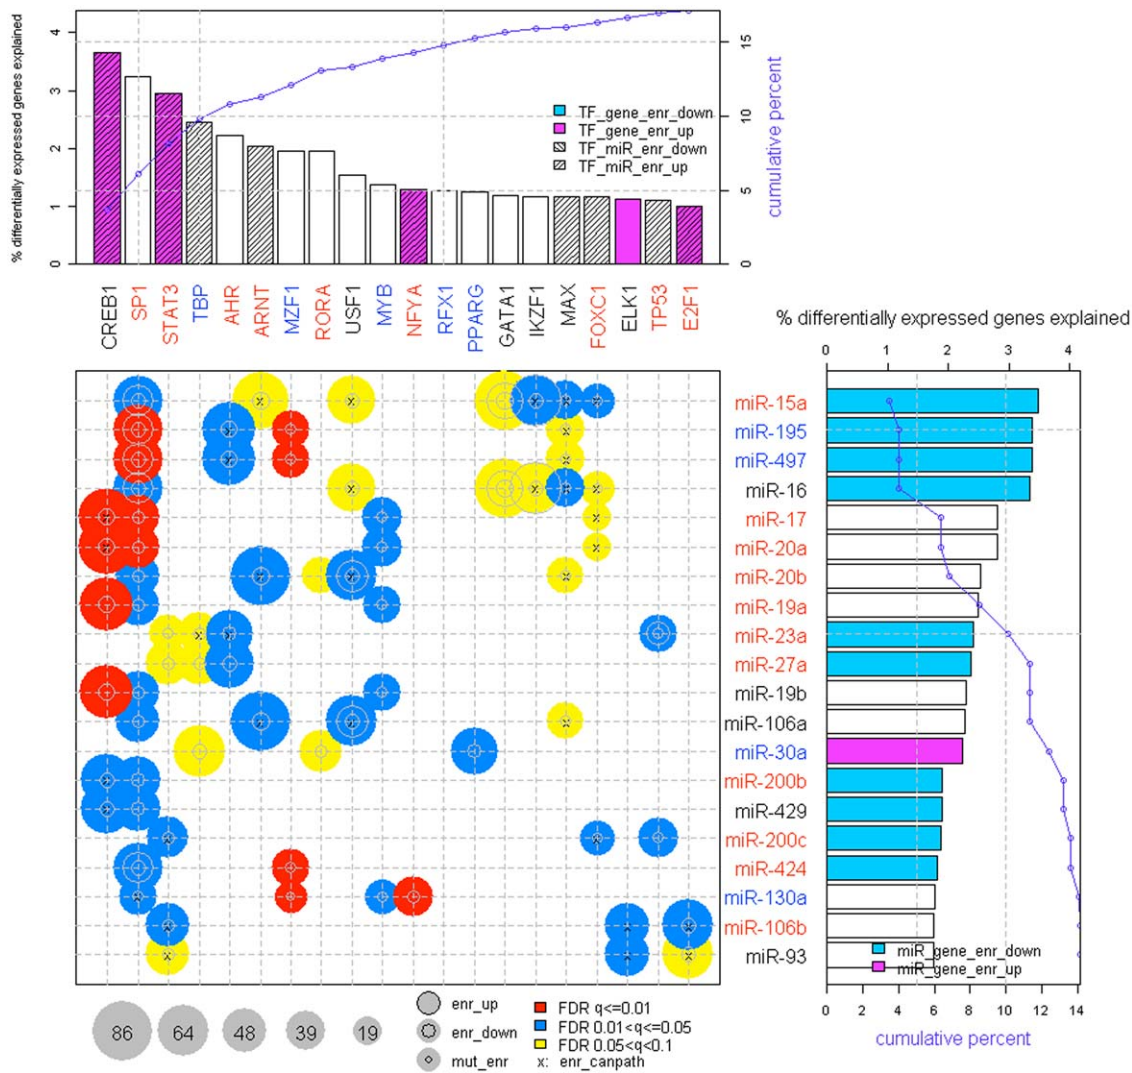 % differentially expressed genes explained
4
3
2
1
0
15
10
5
0
cumulative percent
TF_gene_enr_down
TF_gene_enr_up
TF_miR_enr_down
TF_miR_enr_up
CREB1
SP1
STAT3
TBP
AHR
ARNT
MZF1
RORA
USF1
MYB
NFYA
RFX1
PPARG
GATA1
IKZF1
MAX
FOXC1
ELK1
TP53
E2F1
% differentially expressed genes explained
0 1 2 3 4
miR-15a
miR-195
miR-497
miR-16
miR-17
miR-20a
miR-20b
miR-19a
miR-23a
miR-27a
miR-19b
miR-106a
miR-30a
miR-200b
miR-429
miR-200c
miR-424
miR-130a
miR-106b
miR-93
miR_gene_enr_down
miR_gene_enr_up
0 2 4 6 8 10 12 14
cumulative percent
86 64 48 39 19
enr_up
enr_down
mut_enr
FDR q<=0.01
FDR 0.01<q<=0.05
FDR 0.05<q<0.1
x: enr_canpath